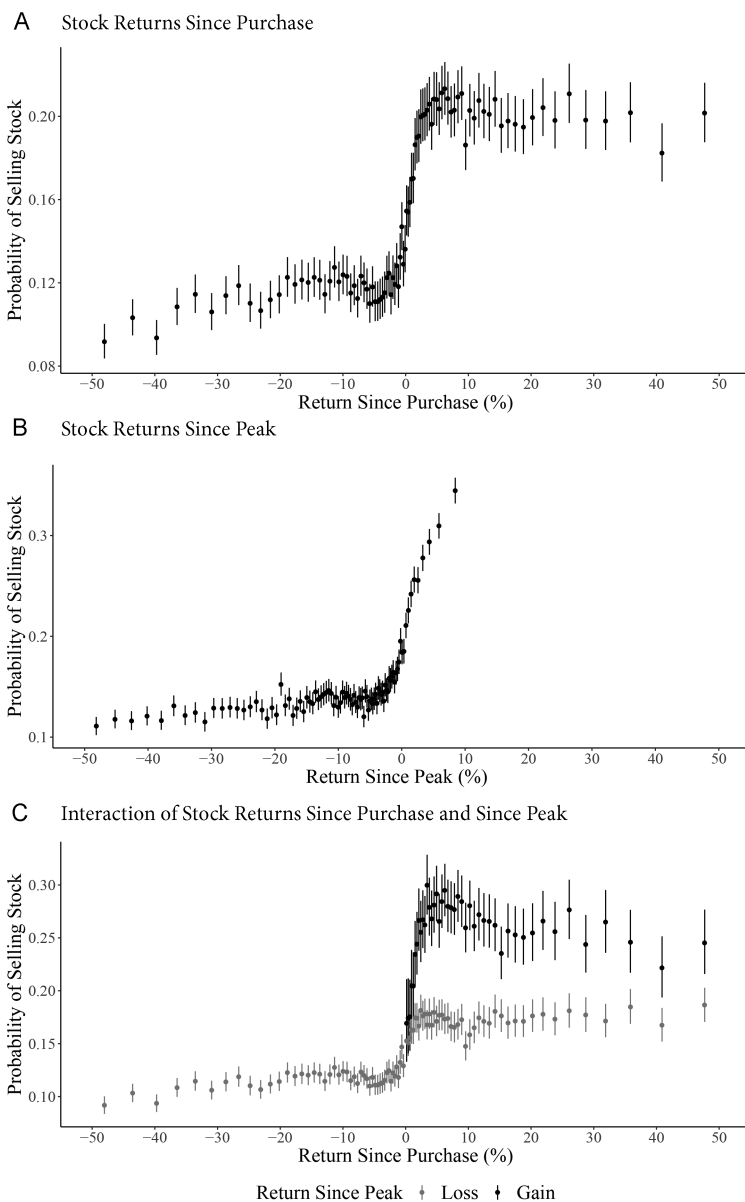 A Stock Returns Since Purchase
Probability of Selling Stock
0.20
0.16
0.12
0.08
−50 −40 −30 −20 −10 0 10 20 30 40 50
Return Since Purchase (%)
B Stock Returns Since Peak
Probability of Selling Stock
0.3
0.2
0.1
−50 −40 −30 −20 −10 0 10 20 30 40 50
Return Since Peak (%)
C Interaction of Stock Returns Since Purchase and Since Peak
Probability of Selling Stock
0.30
0.25
0.20
0.15
0.10
−50 −40 −30 −20 −10 0 10 20 30 40 50
Return Since Purchase (%)
Return Since Peak Loss Gain